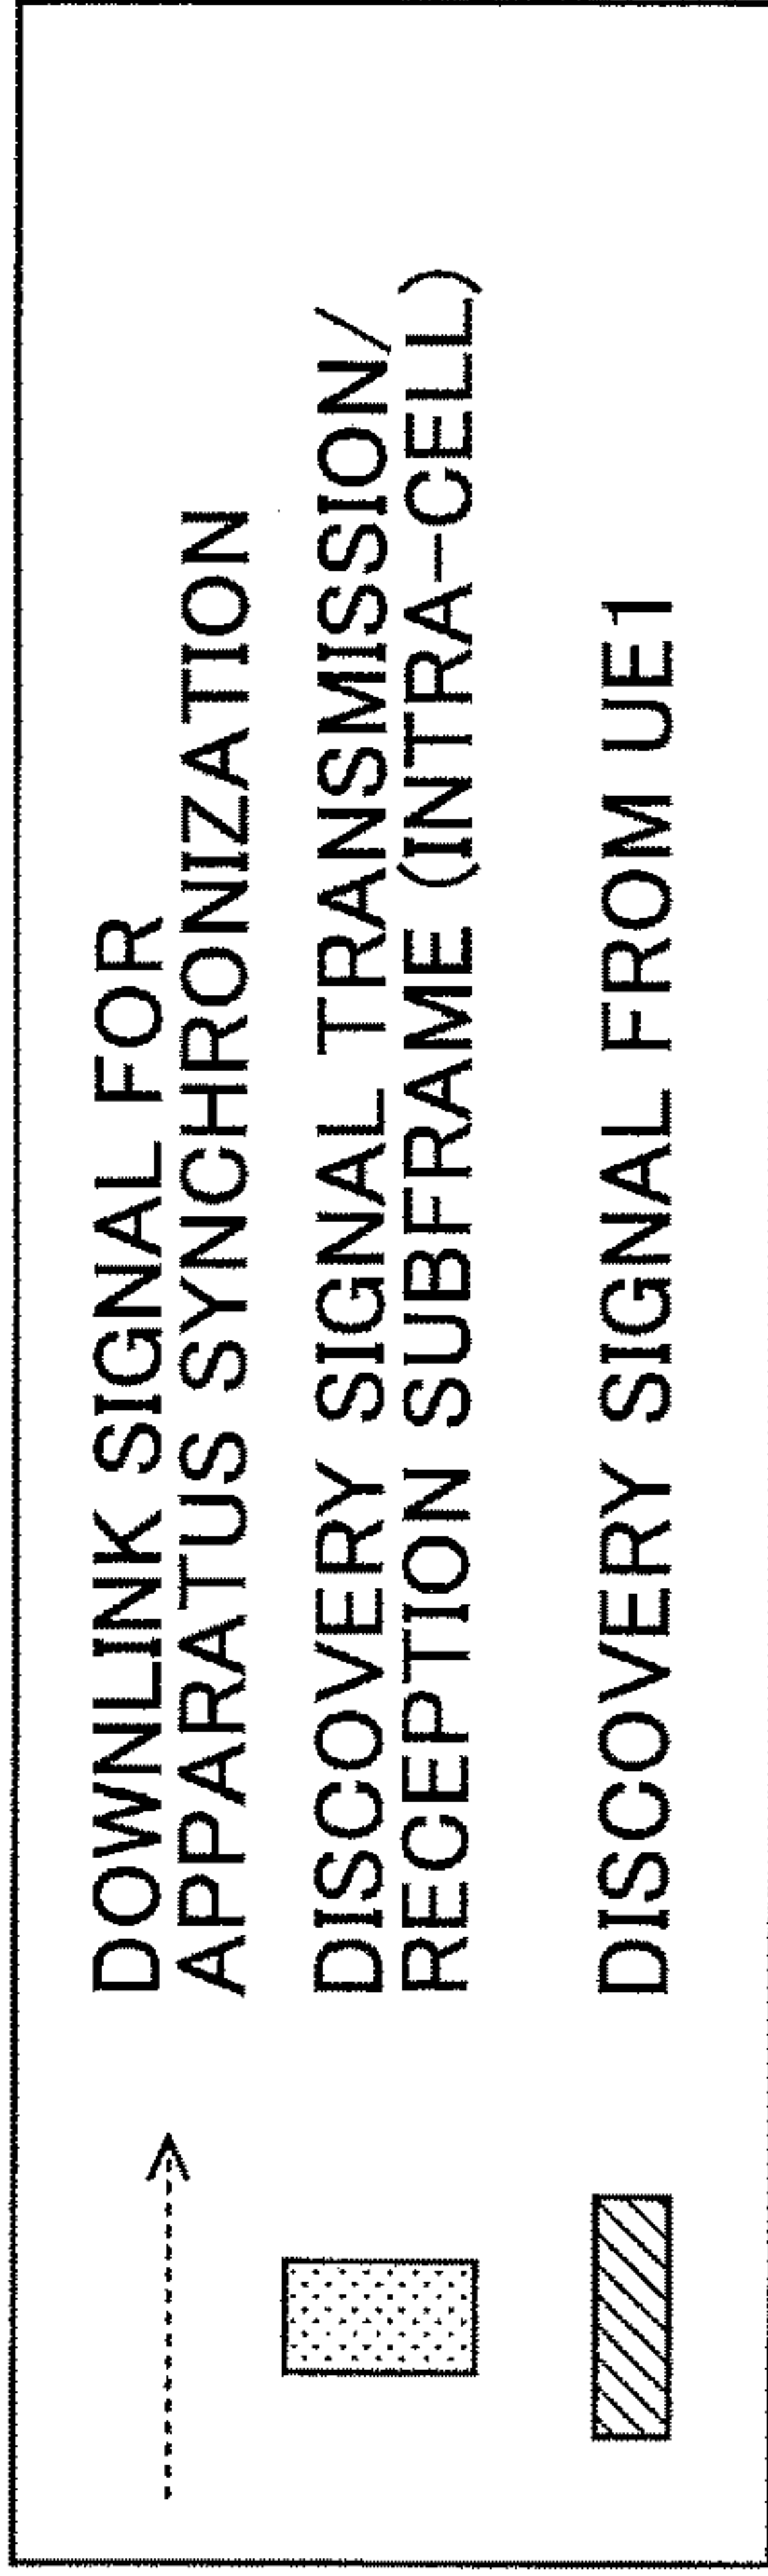 DOWNLINK SIGNAL FOR
APPARATUS SYNCHRONIZATION
DISCOVERY SIGNAL TRANSMISSION/
RECEPTION SUBFRAME (INTRA-CELL)
DISCOVERY SIGNAL FROM UE1